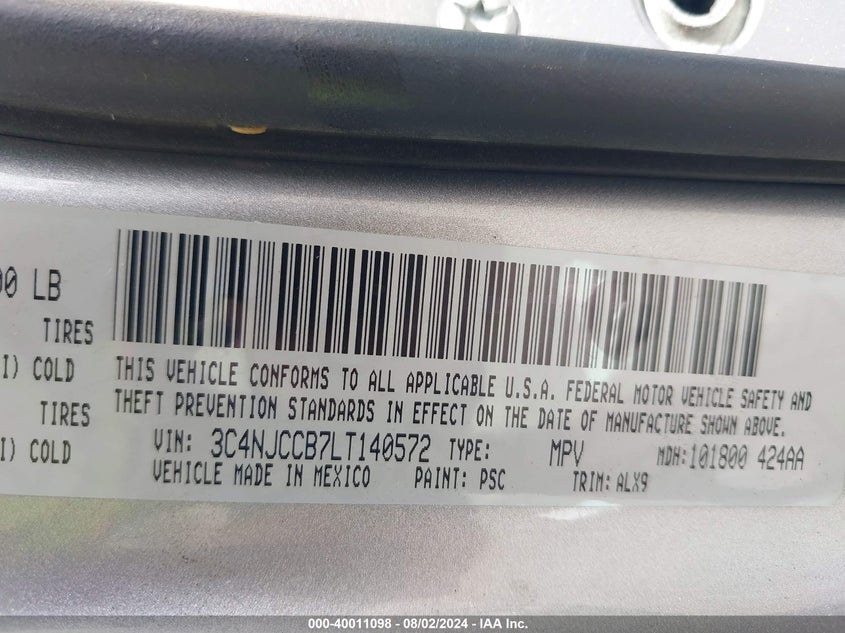 00 LB
TIRES
I) COLD
TIRES
I) COLD
THIS VEHICLE CONFORMS TO ALL APPLICABLE U.S.A. FEDERAL MOTOR VEHICLE SAFETY AND
THEFT PREVENTION STANDARDS IN EFFECT ON THE DATE OF MANUFACTURE SHOWN ABOVE.
VIN: 3C4NJCCB7LT140572 TYPE: MPV MDH:101800 424AA
VEHICLE MADE IN MEXICO PAINT: PSC TRIM: ALX9
000-40011098 - 08/02/2024 - IAA Inc.